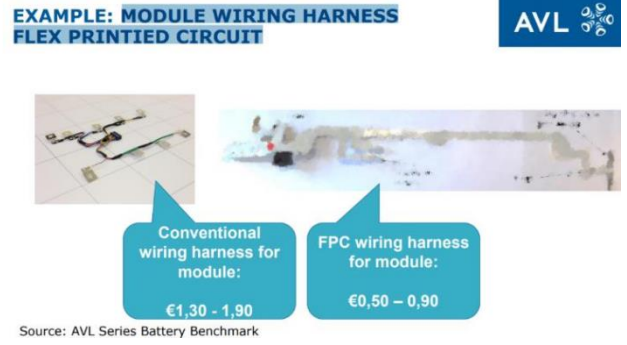 EXAMPLE: MODULE WIRING HARNESS
FLEX PRINTIED CIRCUIT
AVL
Conventional
wiring harness for
module:
€1,30 - 1,90
FPC wiring harness
for module:
€0,50 – 0,90
Source: AVL Series Battery Benchmark